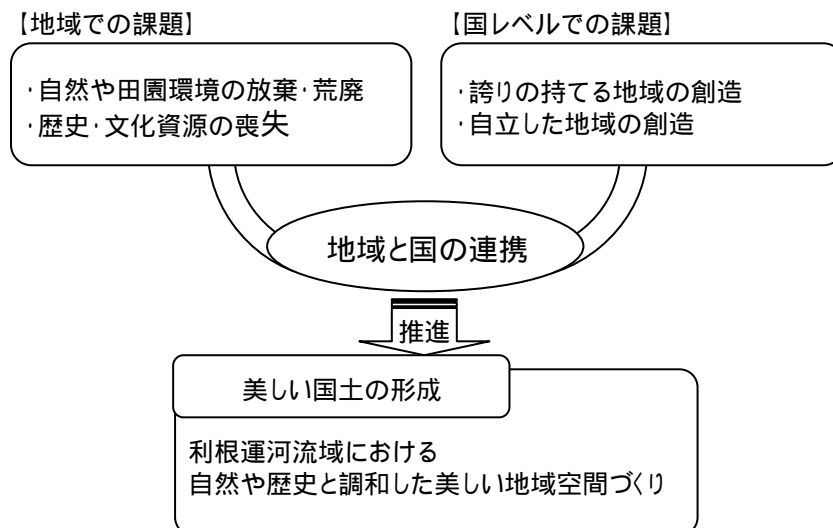 【地域での課題】
・自然や田園環境の放棄・荒廃
・歴史・文化資源の喪失
【国レベルでの課題】
・誇りの持てる地域の創造
・自立した地域の創造
地域と国の連携
推進
美しい国土の形成
利根運河流域における
自然や歴史と調和した美しい地域空間づくり